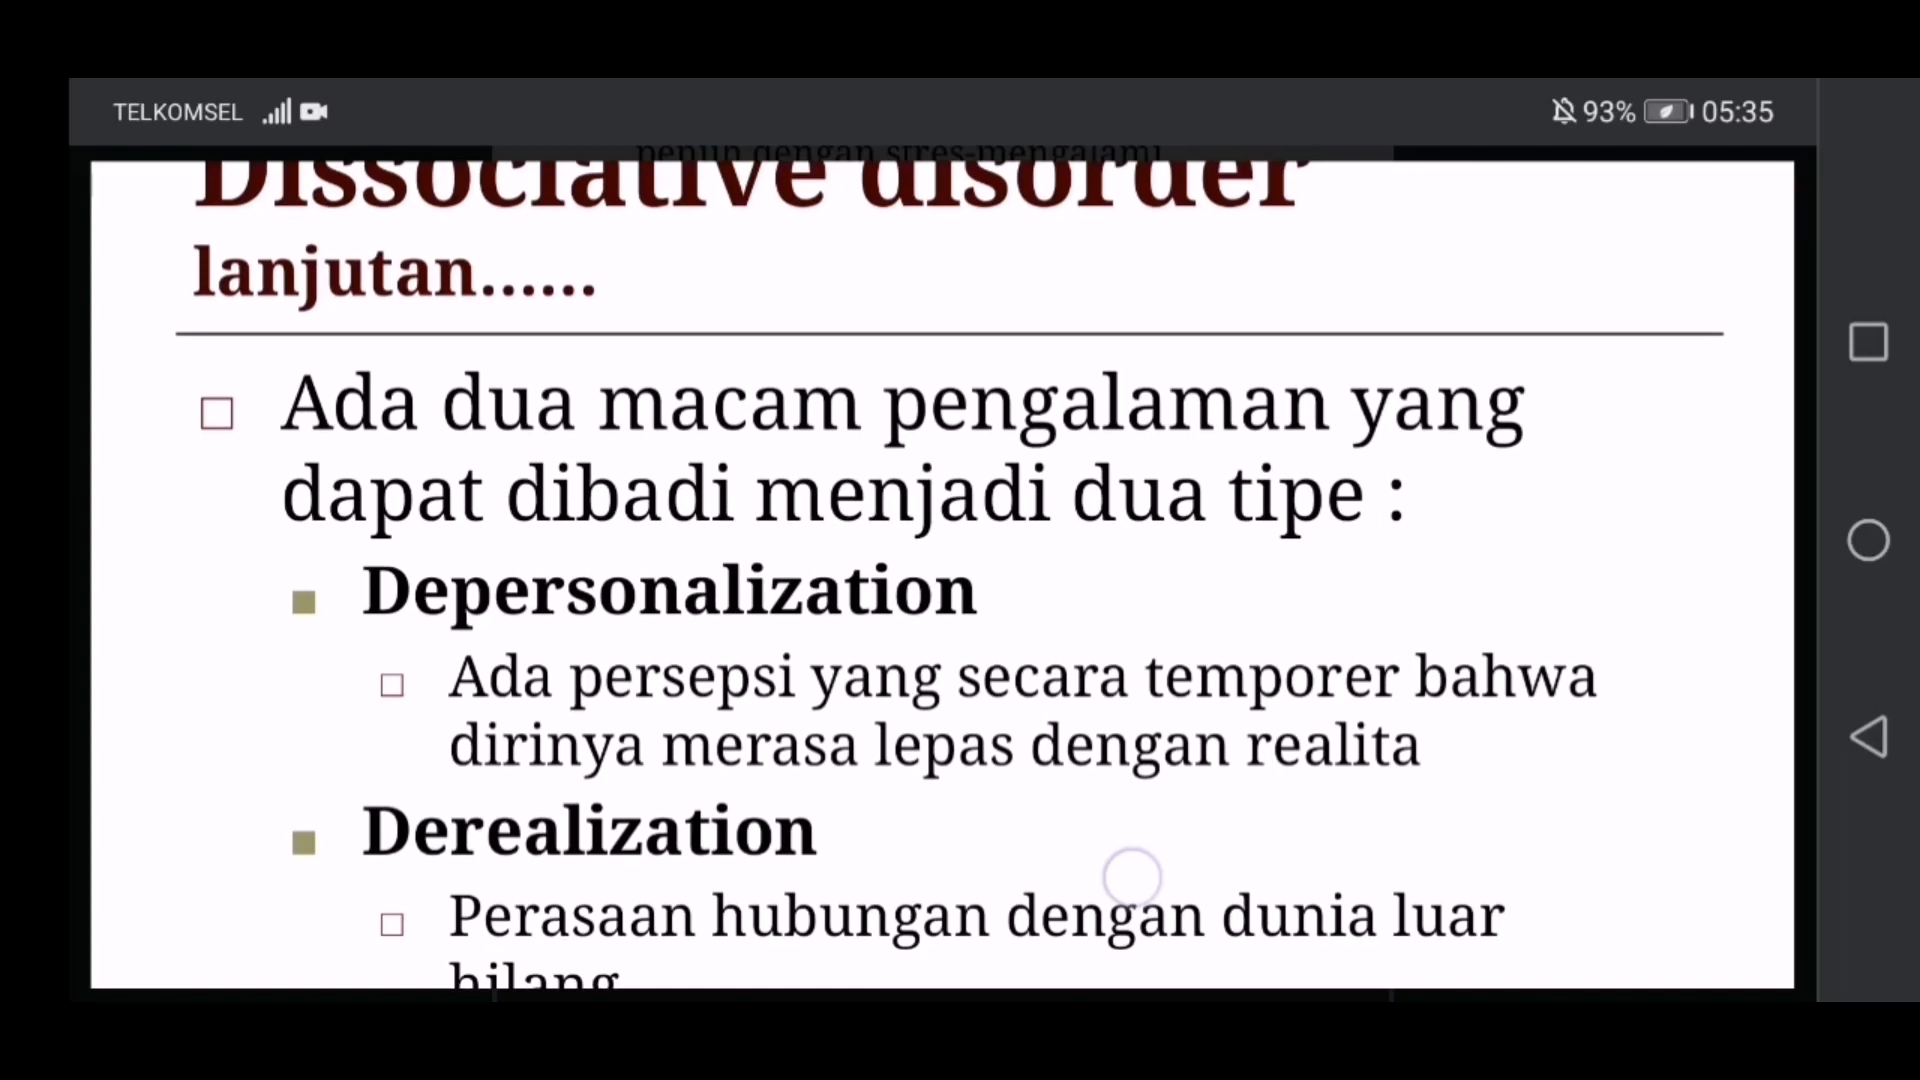 TELKOMSEL 93% 05:35
penuh dengan stres-mengalami
Dissociative disorder
lanjutan......
Ada dua macam pengalaman yang
dapat dibadi menjadi dua tipe :
Depersonalization
Ada persepsi yang secara temporer bahwa
dirinya merasa lepas dengan realita
Derealization
Perasaan hubungan dengan dunia luar
hilang